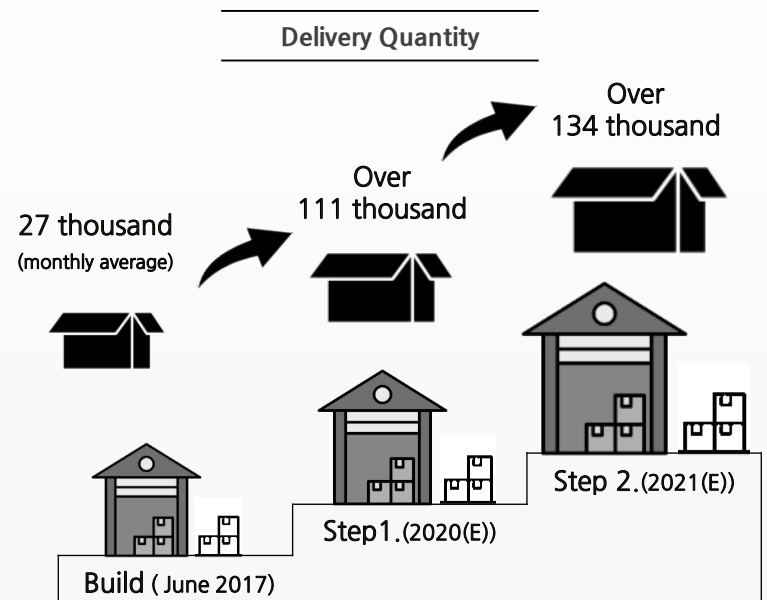 Delivery Quantity
27 thousand
(monthly average)
Over
111 thousand
Over
134 thousand
Build ( June 2017)
Step1.(2020(E))
Step 2.(2021(E))